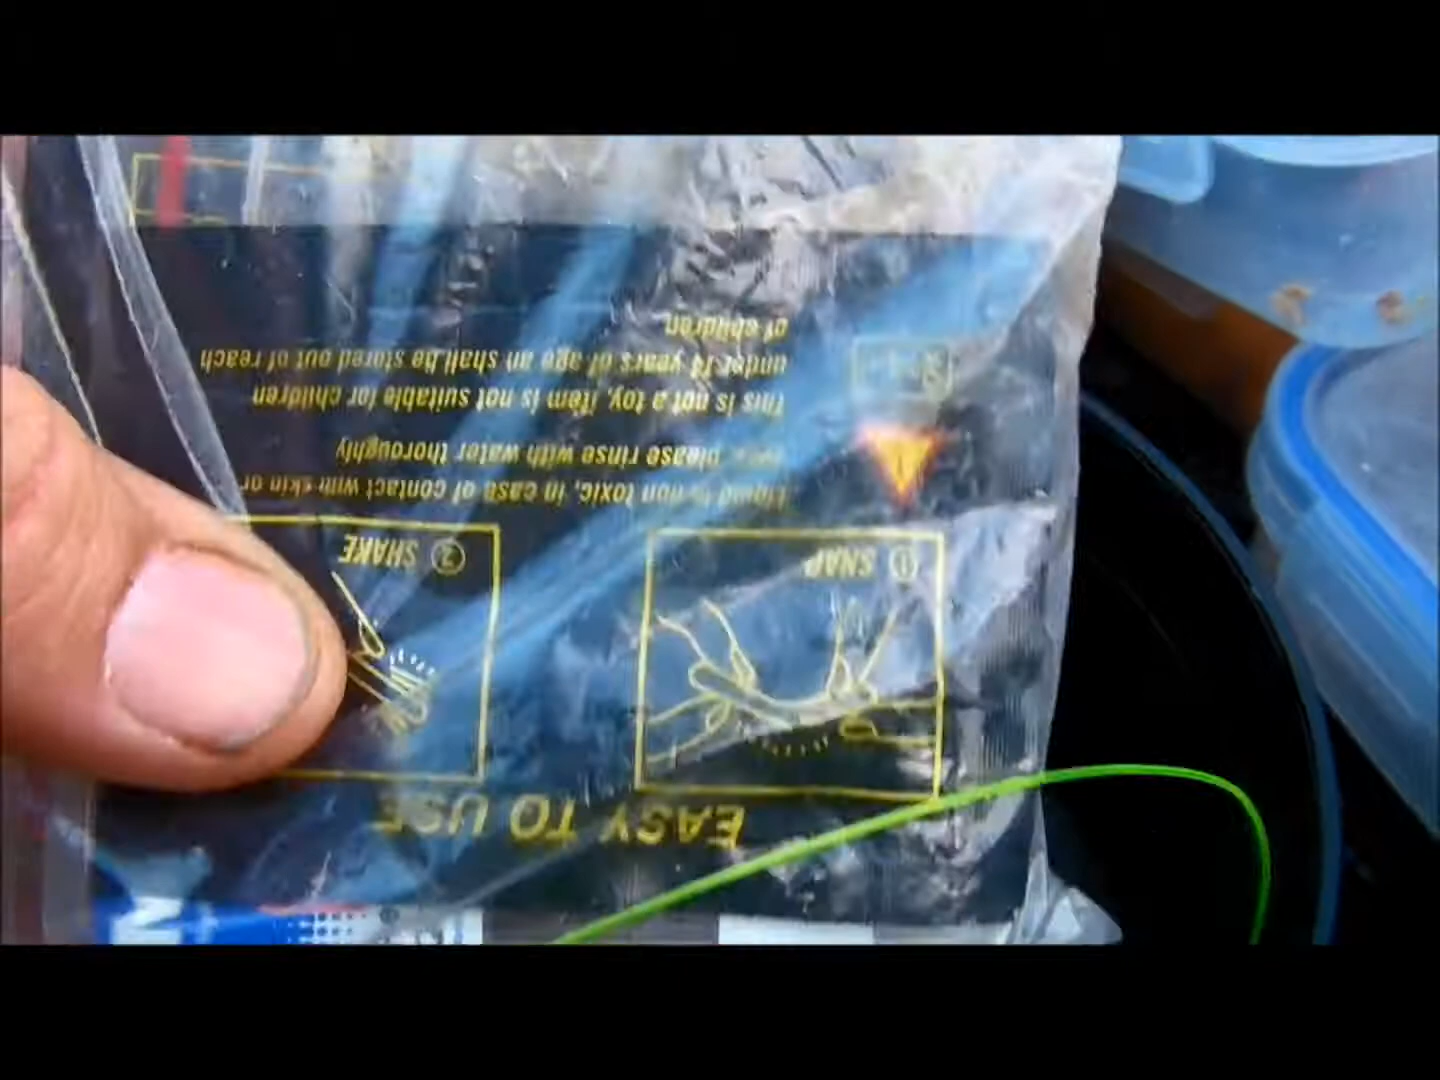 EASY TO USE
① SNAP
② SHAKE
Liquid is non toxic, in case of contact with skin or
please rinse with water thoroughly
This is not a toy, item is not suitable for children
under 14 years of age an shall be stored out of reach
of children